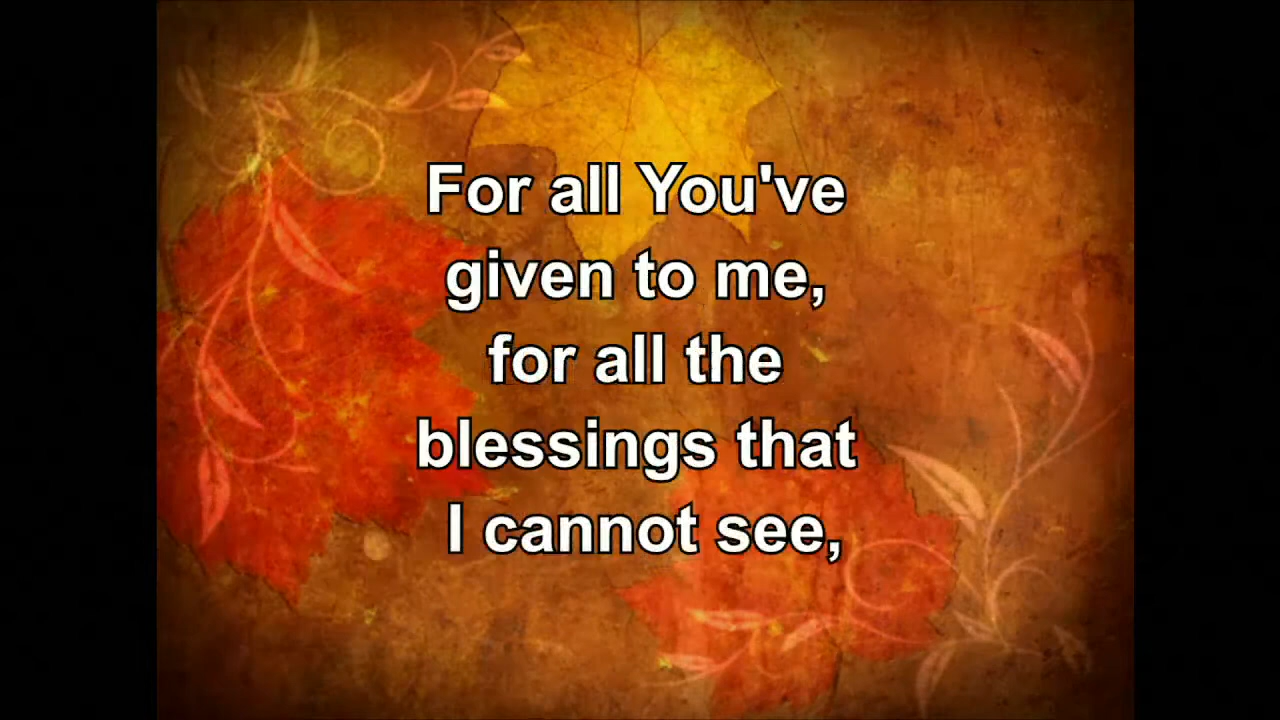 For all You've
given to me,
for all the
blessings that
I cannot see,